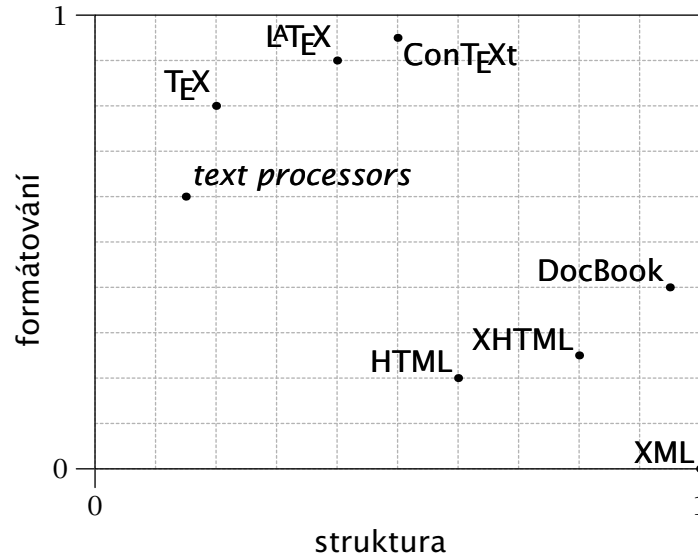 1
LATEX
ConTEXt
TEX
text processors
formátování
DocBook
XHTML
HTML
XML
0
0
1
struktura